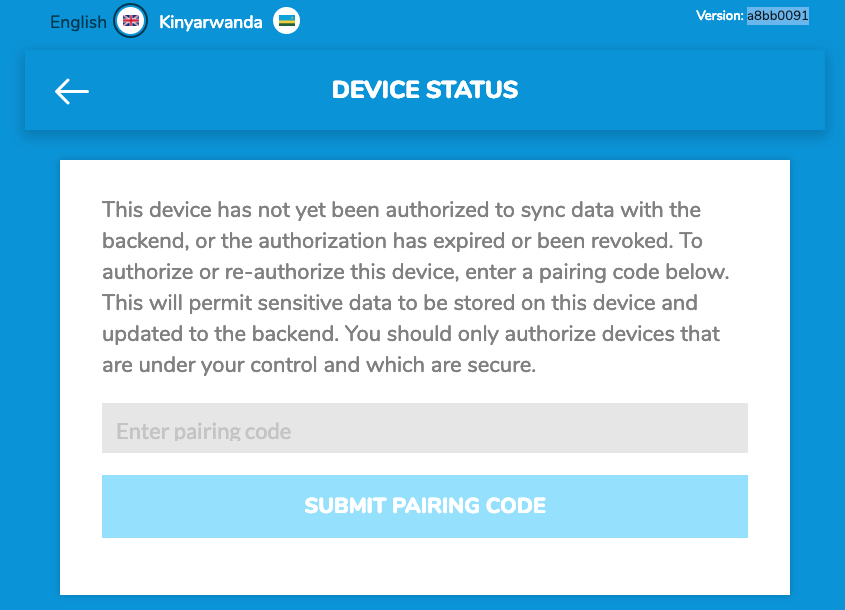 English Kinyarwanda Version: a8bb0091
DEVICE STATUS
This device has not yet been authorized to sync data with the
backend, or the authorization has expired or been revoked. To
authorize or re-authorize this device, enter a pairing code below.
This will permit sensitive data to be stored on this device and
updated to the backend. You should only authorize devices that
are under your control and which are secure.
Enter pairing code
SUBMIT PAIRING CODE